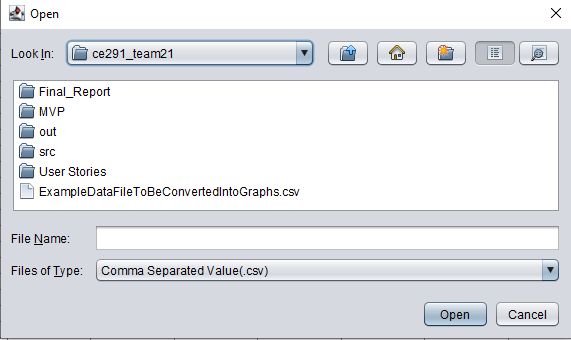 Open
Look In: ce291_team21
Final_Report
MVP
out
src
User Stories
ExampleDataFileToBeConvertedIntoGraphs.csv
File Name:
Files of Type: Comma Separated Value(.csv)
Open Cancel